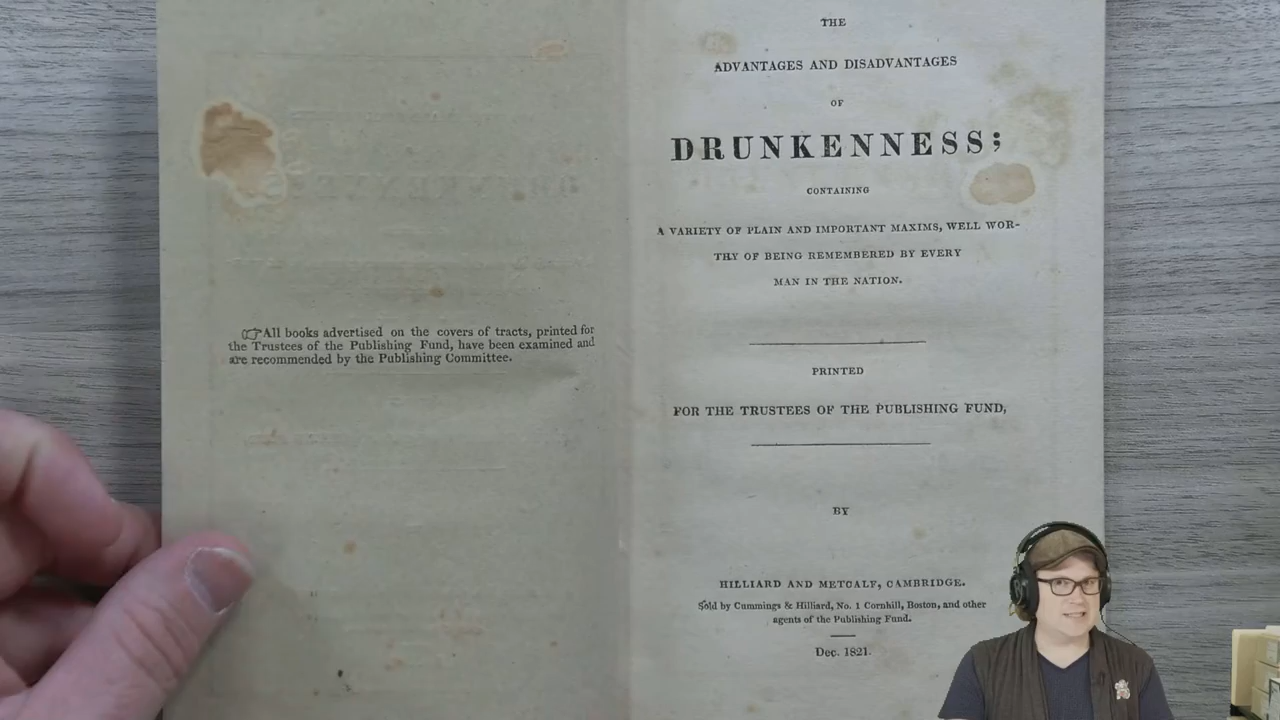 ☞All books advertised on the covers of tracts, printed for
the Trustees of the Publishing Fund, have been examined and
are recommended by the Publishing Committee.
THE
ADVANTAGES AND DISADVANTAGES
OF
DRUNKENNESS;
CONTAINING
A VARIETY OF PLAIN AND IMPORTANT MAXIMS, WELL WOR-
THY OF BEING REMEMBERED BY EVERY
MAN IN THE NATION.
PRINTED
FOR THE TRUSTEES OF THE PUBLISHING FUND,
BY
HILLIARD AND METCALF, CAMBRIDGE.
Sold by Cummings & Hilliard, No. 1 Cornhill, Boston, and other
agents of the Publishing Fund.
Dec. 1821.